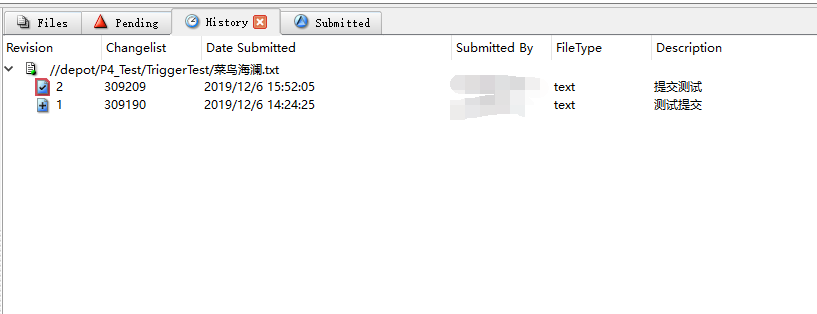 Files Pending History Submitted
Revision Changelist Date Submitted Submitted By FileType Description
//depot/P4_Test/TriggerTest/菜鸟海澜.txt
2 309209 2019/12/6 15:52:05 text 提交测试
1 309190 2019/12/6 14:24:25 text 测试提交